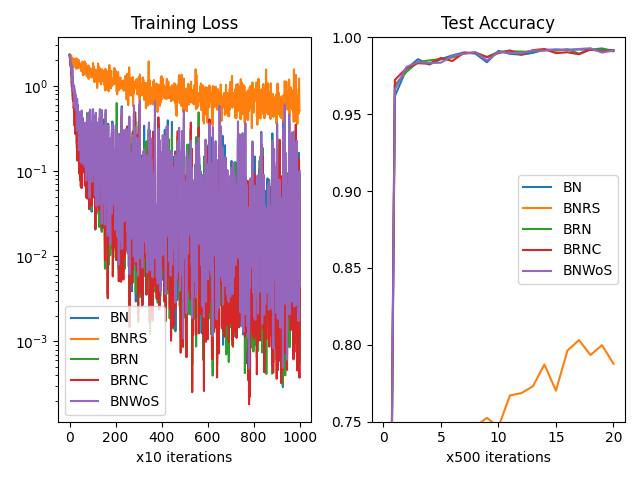 Training Loss
10⁰
10⁻¹
10⁻²
10⁻³
BN
BNRS
BRN
BRNC
BNWoS
0 200 400 600 800 1000
x10 iterations
Test Accuracy
1.00
0.95
0.90
0.85
0.80
0.75
BN
BNRS
BRN
BRNC
BNWoS
0 5 10 15 20
x500 iterations